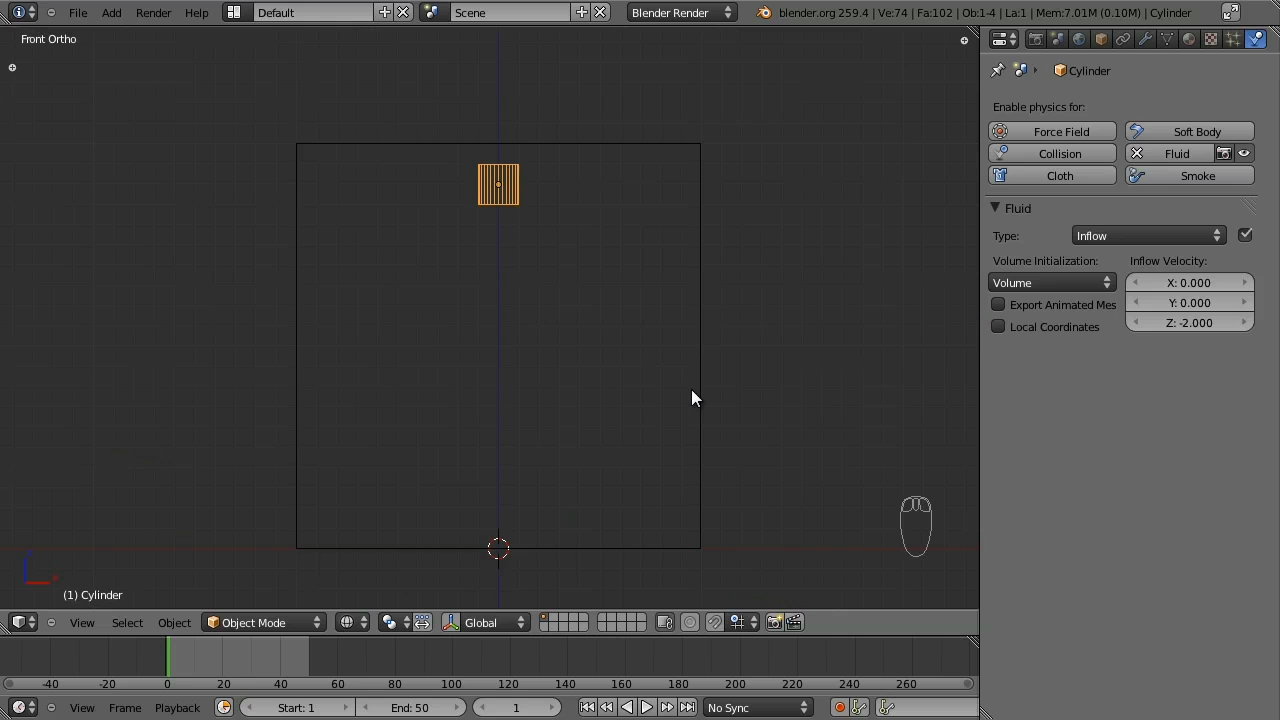 File Add Render Help Default Scene Blender Render blender.org 259.4 | Ve:74 | Fa:102 | Ob:1-4 | La:1 | Mem:7.01M (0.10M) | Cylinder
Front Ortho
Cylinder
Enable physics for:
Force Field Soft Body
Collision Fluid
Cloth Smoke
Fluid
Type: Inflow
Volume Initialization: Inflow Velocity:
Volume X: 0.000
Export Animated Mes Y: 0.000
Local Coordinates Z: -2.000
(1) Cylinder
View Select Object Object Mode Global
-40 -20 0 20 40 60 80 100 120 140 160 180 200 220 240 260
View Frame Playback Start: 1 End: 50 1 No Sync